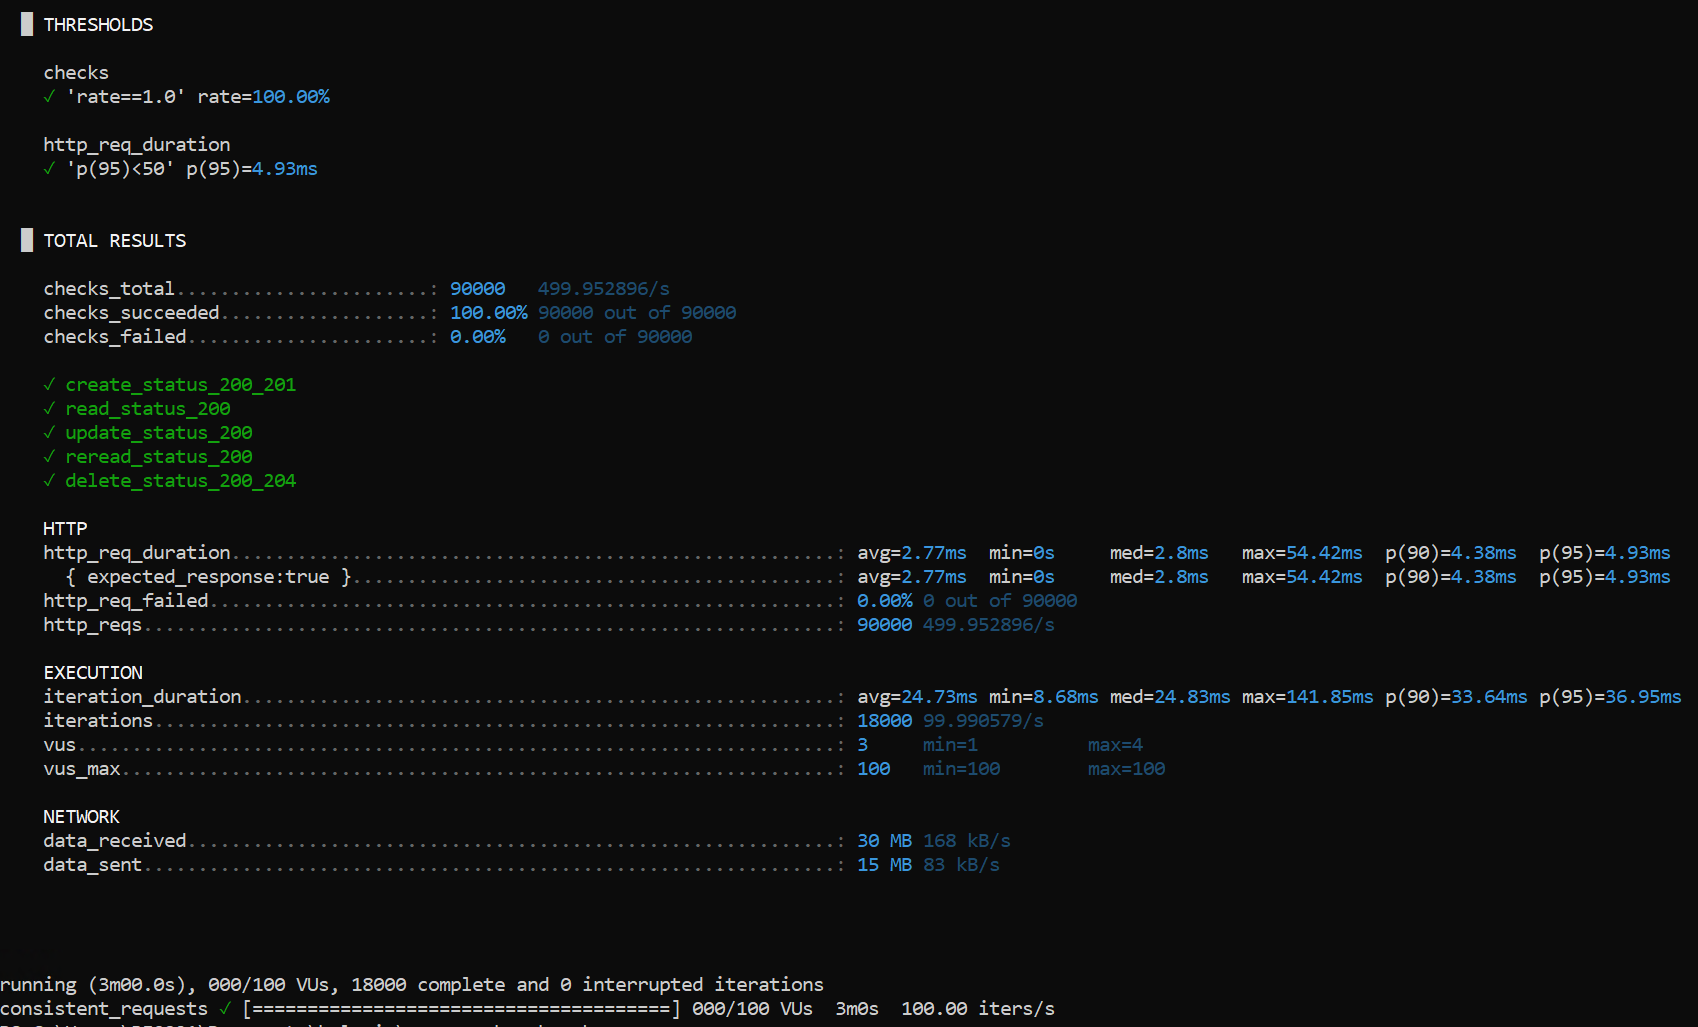 THRESHOLDS
checks
✓ 'rate==1.0' rate=100.00%
http_req_duration
✓ 'p(95)<50' p(95)=4.93ms
TOTAL RESULTS
checks_total.......................: 90000 499.952896/s
checks_succeeded...................: 100.00% 90000 out of 90000
checks_failed......................: 0.00% 0 out of 90000
✓ create_status_200_201
✓ read_status_200
✓ update_status_200
✓ reread_status_200
✓ delete_status_200_204
HTTP
http_req_duration.......................................................: avg=2.77ms min=0s med=2.8ms max=54.42ms p(90)=4.38ms p(95)=4.93ms
{ expected_response:true }............................................: avg=2.77ms min=0s med=2.8ms max=54.42ms p(90)=4.38ms p(95)=4.93ms
http_req_failed.........................................................: 0.00% 0 out of 90000
http_reqs...............................................................: 90000 499.952896/s
EXECUTION
iteration_duration......................................................: avg=24.73ms min=8.68ms med=24.83ms max=141.85ms p(90)=33.64ms p(95)=36.95ms
iterations..............................................................: 18000 99.990579/s
vus.....................................................................: 3 min=1 max=4
vus_max.................................................................: 100 min=100 max=100
NETWORK
data_received...........................................................: 30 MB 168 kB/s
data_sent...............................................................: 15 MB 83 kB/s
running (3m00.0s), 000/100 VUs, 18000 complete and 0 interrupted iterations
consistent_requests ✓ [======================================] 000/100 VUs 3m0s 100.00 iters/s